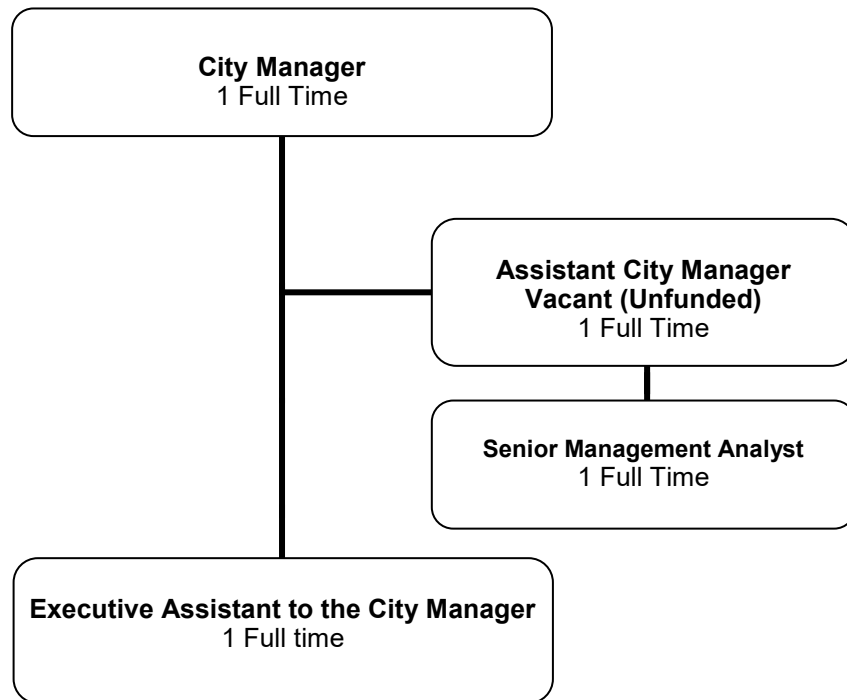 City Manager
1 Full Time
Assistant City Manager
Vacant (Unfunded)
1 Full Time
Senior Management Analyst
1 Full Time
Executive Assistant to the City Manager
1 Full time